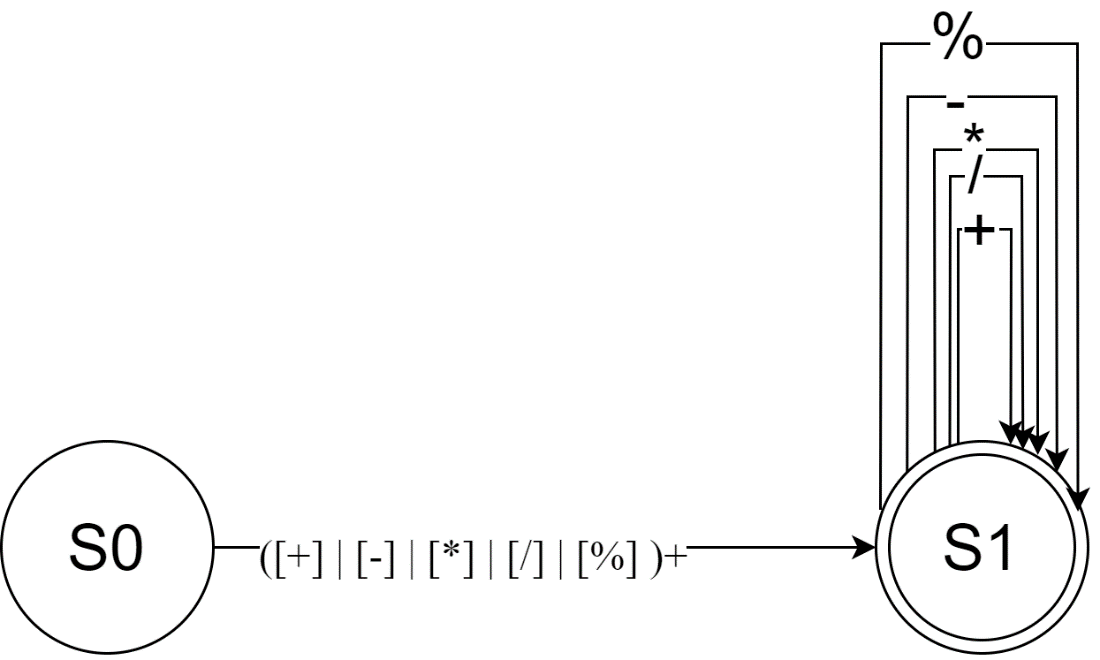 %
-
*
/
+
S0
([+] | [-] | [*] | [/] | [%] )+
S1